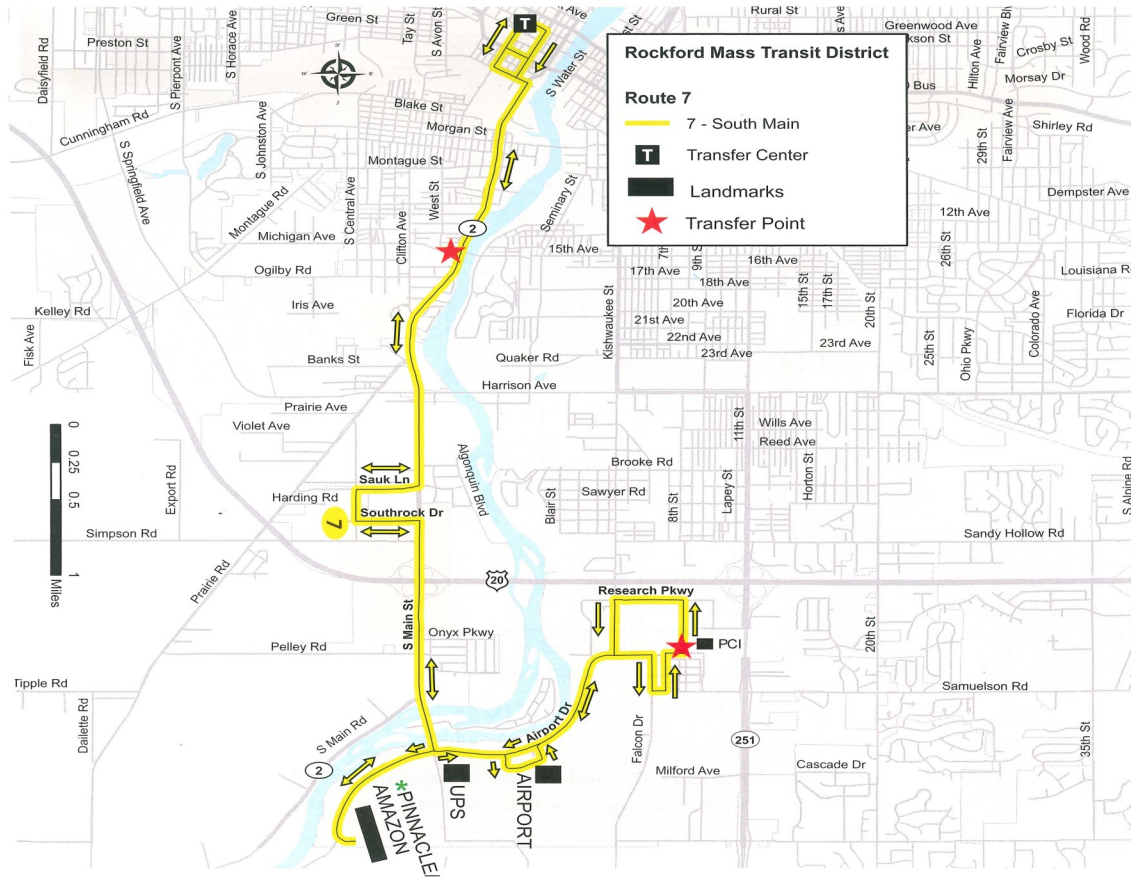 Rockford Mass Transit District
Route 7
7 - South Main
T Transfer Center
Landmarks
Transfer Point
Green St
Preston St
Daisyfield Rd
S Pierpont Ave
S Horace Ave
Tay St
S Avon St
T
N
W
E
S
S Water St
Rural St
Greenwood Ave
Crosby St
Morsay Dr
Hilton Ave
Wood Rd
Shirley Rd
29th St
Fairview Ave
Cunningham Rd
S Springfield Ave
S Johnston Ave
Blake St
Morgan St
Montague St
Montague Rd
S Central Ave
West St
Clifton Ave
Michigan Ave
Ogilby Rd
Iris Ave
Seminary St
2
15th Ave
Dempster Ave
12th Ave
26th St
16th Ave
17th Ave
18th Ave
9th St
15th St
17th St
20th St
Florida Dr
20th Ave
21st Ave
22nd Ave
23rd Ave
23rd Ave
Kishwaukee St
25th St
Ohio Pkwy
Colorado Ave
Kelley Rd
Fisk Ave
Banks St
Quaker Rd
Harrison Ave
Prairie Ave
Violet Ave
0
0.25
0.5
1
Miles
Export Rd
Algonquin Blvd
11th St
Wills Ave
Reed Ave
Brooke Rd
Sawyer Rd
Blair St
8th St
Lapey St
Horton St
S Alpine Rd
Sauk Ln
Harding Rd
Southrock Dr
7
Simpson Rd
Sandy Hollow Rd
Prairie Rd
20
Research Pkwy
S Main St
Onyx Pkwy
Pelley Rd
PCI
20th St
Samuelson Rd
Dailette Rd
S Main Rd
2
Airport Dr
Falcon Dr
251
35th St
Milford Ave
Cascade Dr
UPS
AIRPORT
*PINNACLE/
AMAZON